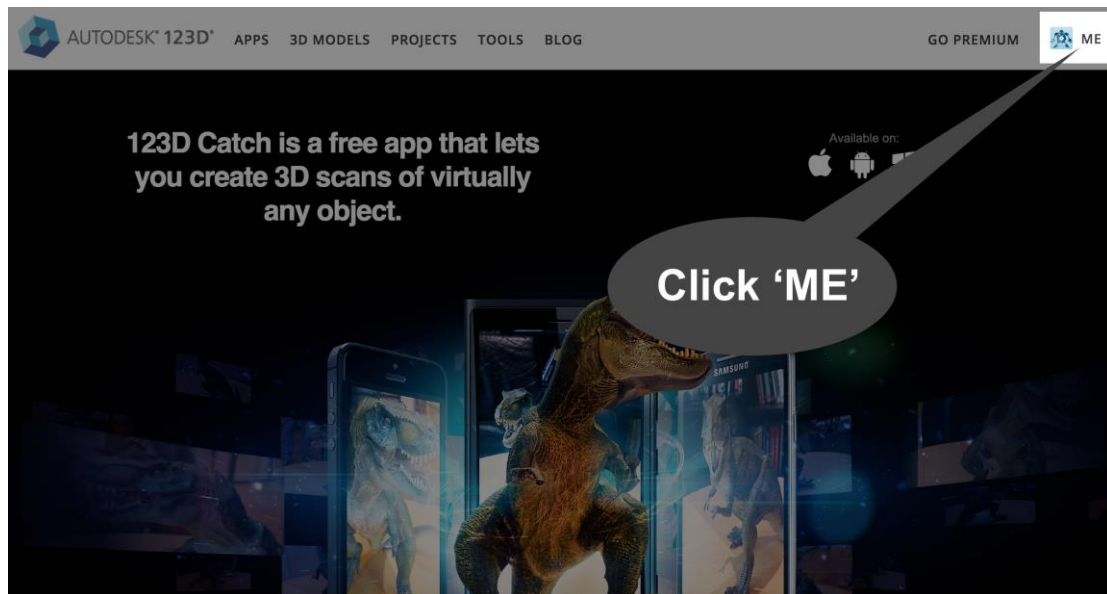 AUTODESK® 123D® APPS 3D MODELS PROJECTS TOOLS BLOG GO PREMIUM ME
123D Catch is a free app that lets
you create 3D scans of virtually
any object.
Available on:
Click ‘ME’
SAMSUNG